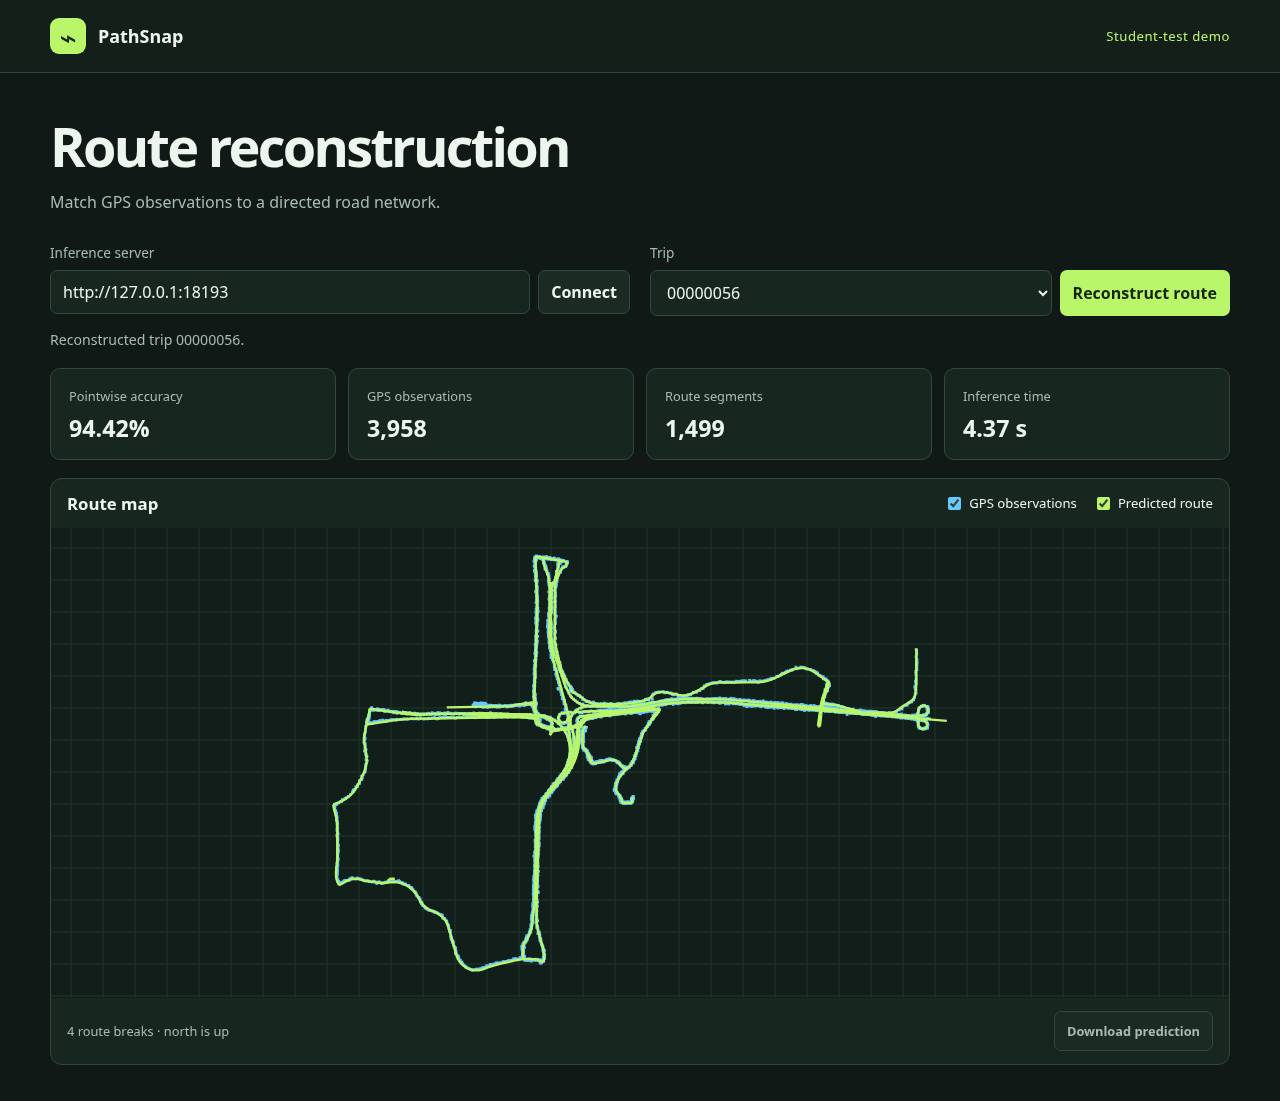 PathSnap
Student-test demo
Route reconstruction
Match GPS observations to a directed road network.
Inference server
Trip
http://127.0.0.1:18193
Connect
00000056
Reconstruct route
Reconstructed trip 00000056.
Pointwise accuracy
GPS observations
Route segments
Inference time
94.42%
3,958
1,499
4.37 s
Route map
GPS observations
Predicted route
4 route breaks · north is up
Download prediction